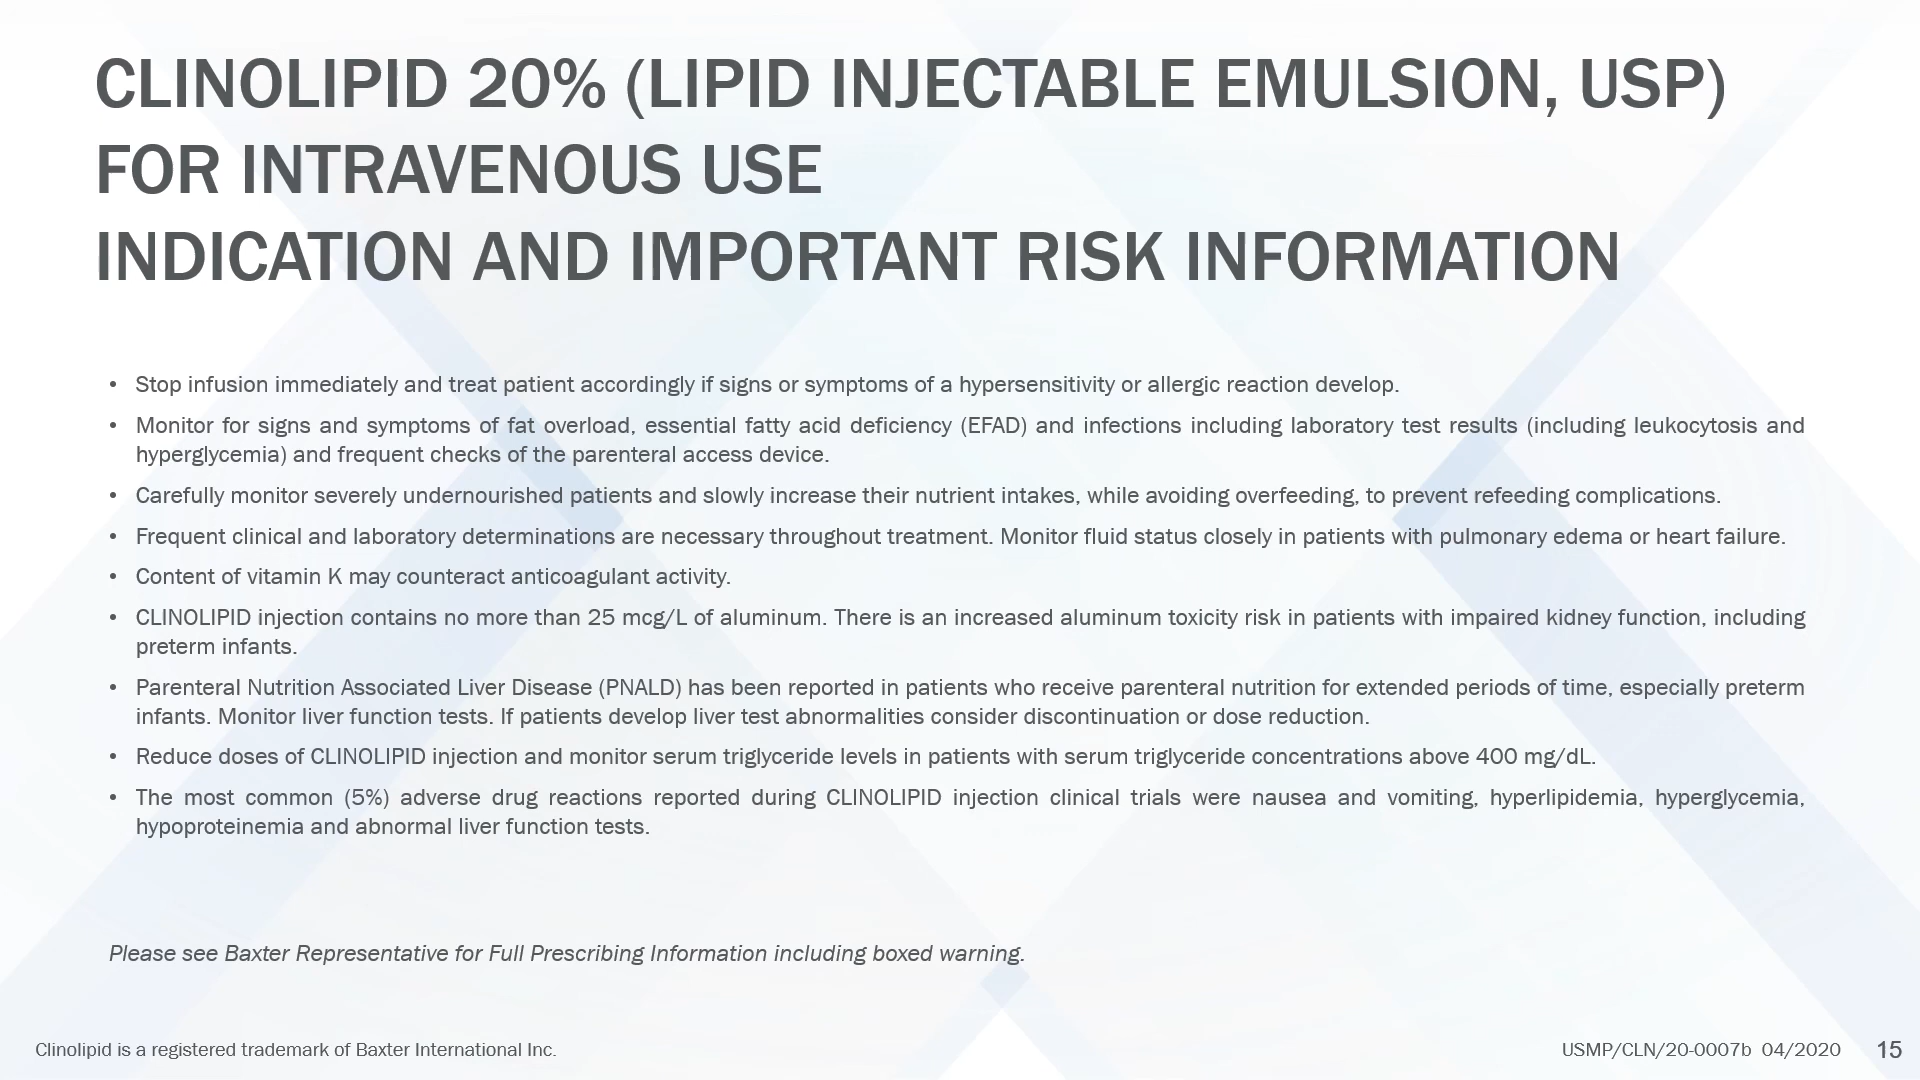 CLINOLIPID 20% (LIPID INJECTABLE EMULSION, USP)
FOR INTRAVENOUS USE
INDICATION AND IMPORTANT RISK INFORMATION
• Stop infusion immediately and treat patient accordingly if signs or symptoms of a hypersensitivity or allergic reaction develop.
• Monitor for signs and symptoms of fat overload, essential fatty acid deficiency (EFAD) and infections including laboratory test results (including leukocytosis and
hyperglycemia) and frequent checks of the parenteral access device.
• Carefully monitor severely undernourished patients and slowly increase their nutrient intakes, while avoiding overfeeding, to prevent refeeding complications.
• Frequent clinical and laboratory determinations are necessary throughout treatment. Monitor fluid status closely in patients with pulmonary edema or heart failure.
• Content of vitamin K may counteract anticoagulant activity.
• CLINOLIPID injection contains no more than 25 mcg/L of aluminum. There is an increased aluminum toxicity risk in patients with impaired kidney function, including
preterm infants.
• Parenteral Nutrition Associated Liver Disease (PNALD) has been reported in patients who receive parenteral nutrition for extended periods of time, especially preterm
infants. Monitor liver function tests. If patients develop liver test abnormalities consider discontinuation or dose reduction.
• Reduce doses of CLINOLIPID injection and monitor serum triglyceride levels in patients with serum triglyceride concentrations above 400 mg/dL.
• The most common (5%) adverse drug reactions reported during CLINOLIPID injection clinical trials were nausea and vomiting, hyperlipidemia, hyperglycemia,
hypoproteinemia and abnormal liver function tests.
Please see Baxter Representative for Full Prescribing Information including boxed warning.
Clinolipid is a registered trademark of Baxter International Inc.
USMP/CLN/20-0007b 04/2020 15